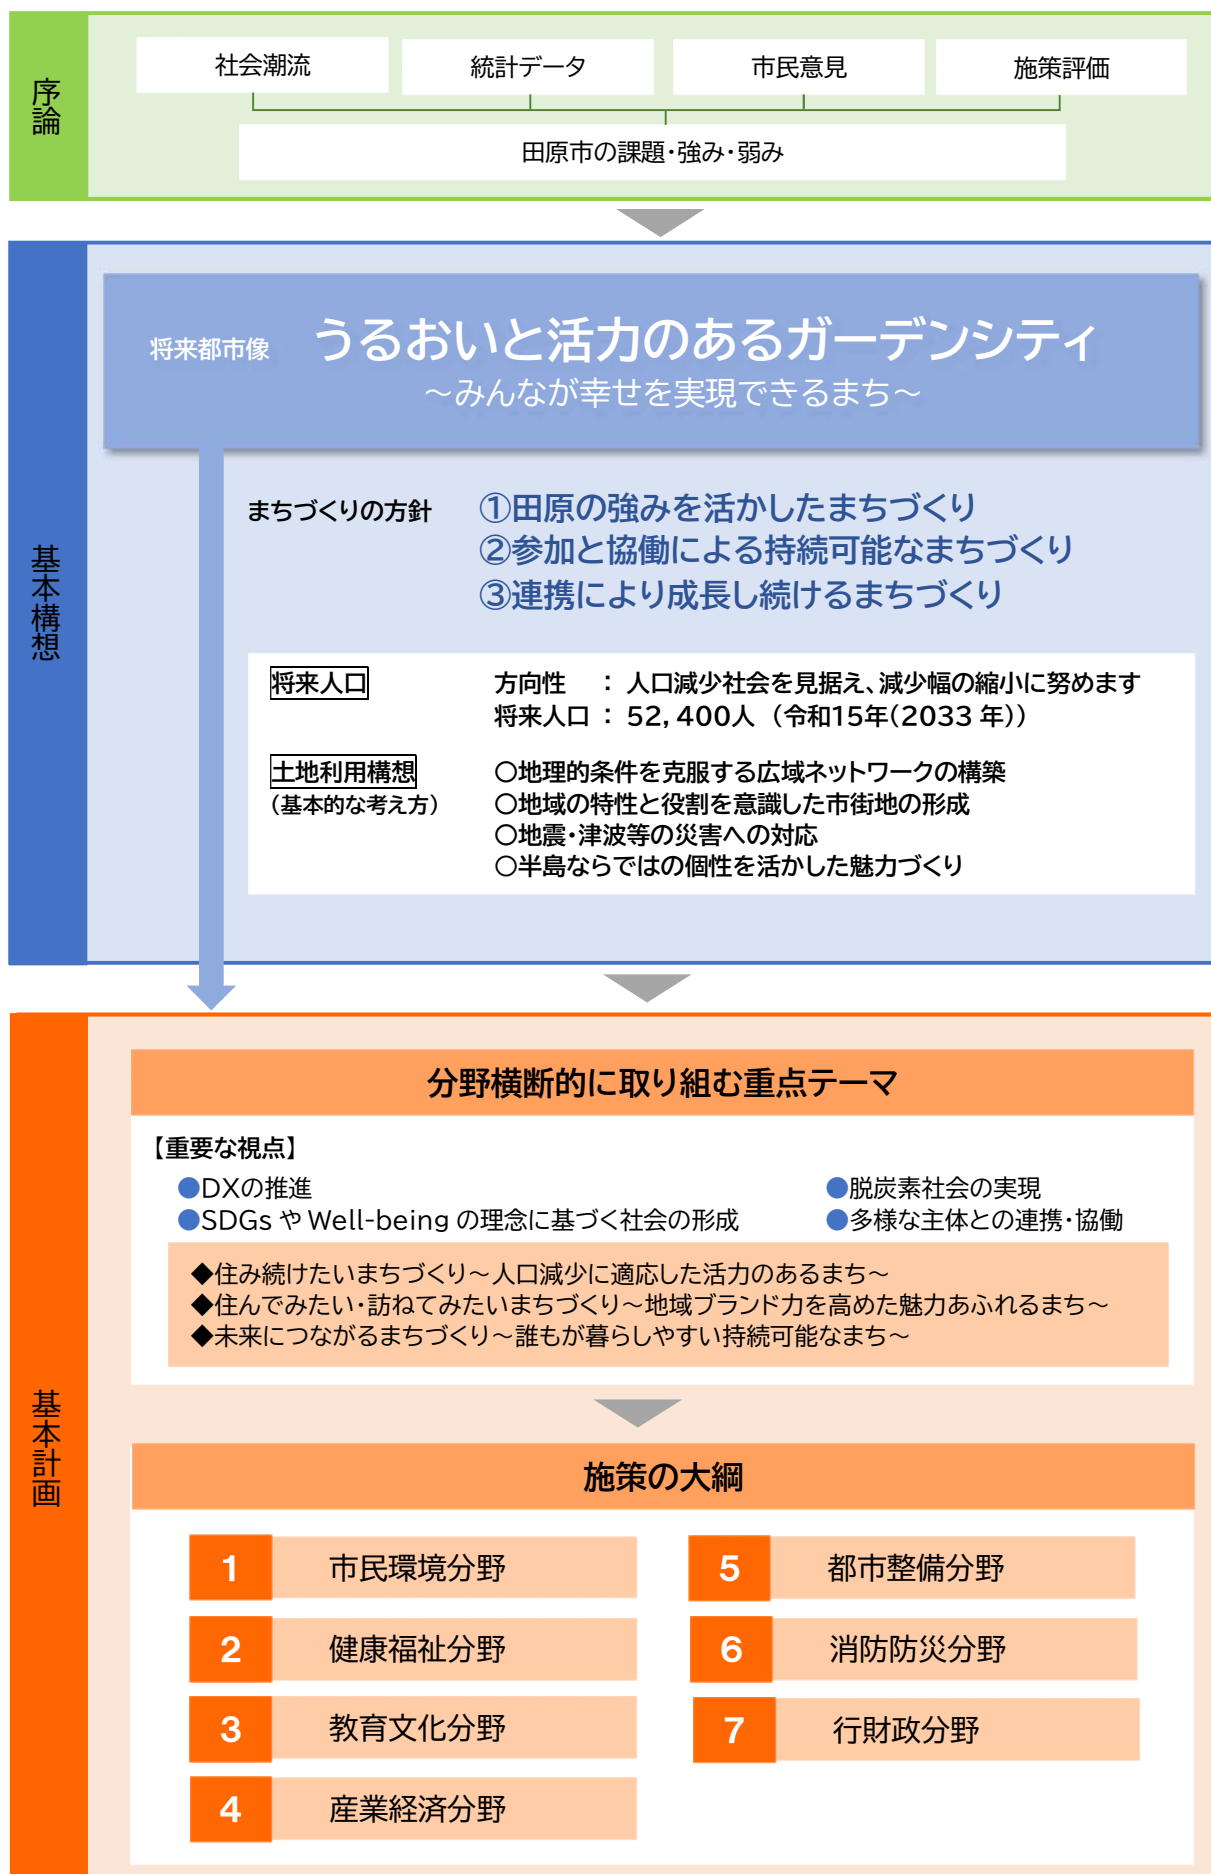 序論
社会潮流
統計データ
市民意見
施策評価
田原市の課題・強み・弱み
基本構想
将来都市像 うるおいと活力のあるガーデンシティ
～みんなが幸せを実現できるまち～
まちづくりの方針 ①田原の強みを活かしたまちづくり
②参加と協働による持続可能なまちづくり
③連携により成長し続けるまちづくり
将来人口 方向性 ： 人口減少社会を見据え、減少幅の縮小に努めます
将来人口 ： 52,400人 （令和15年(2033 年)）
土地利用構想 ○地理的条件を克服する広域ネットワークの構築
（基本的な考え方） ○地域の特性と役割を意識した市街地の形成
○地震・津波等の災害への対応
○半島ならではの個性を活かした魅力づくり
基本計画
分野横断的に取り組む重点テーマ
【重要な視点】
●DXの推進 ●脱炭素社会の実現
●SDGs や Well-being の理念に基づく社会の形成 ●多様な主体との連携・協働
◆住み続けたいまちづくり～人口減少に適応した活力のあるまち～
◆住んでみたい・訪ねてみたいまちづくり～地域ブランド力を高めた魅力あふれるまち～
◆未来につながるまちづくり～誰もが暮らしやすい持続可能なまち～
施策の大綱
1 市民環境分野
2 健康福祉分野
3 教育文化分野
4 産業経済分野
5 都市整備分野
6 消防防災分野
7 行財政分野